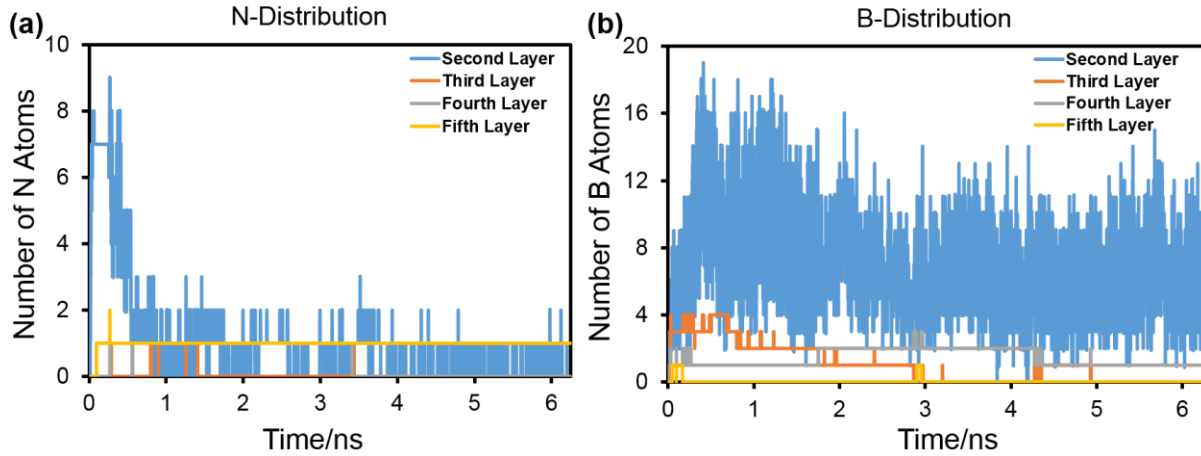 (a)
N-Distribution
Number of N Atoms
10
8
6
4
2
0
Second Layer
Third Layer
Fourth Layer
Fifth Layer
0 1 2 3 4 5 6
Time/ns
(b)
B-Distribution
Number of B Atoms
20
16
12
8
4
0
Second Layer
Third Layer
Fourth Layer
Fifth Layer
0 1 2 3 4 5 6
Time/ns